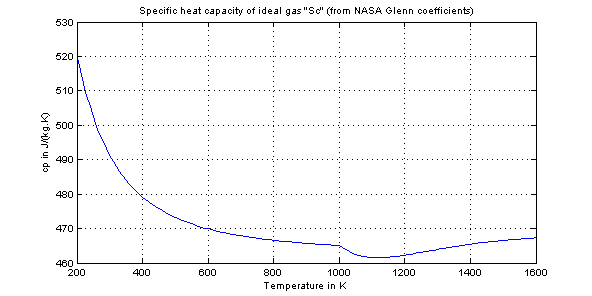 Specific heat capacity of ideal gas "Sc" (from NASA Glenn coefficients)
530
520
510
500
490
480
470
460
cp in J/(kg.K)
200 400 600 800 1000 1200 1400 1600
Temperature in K